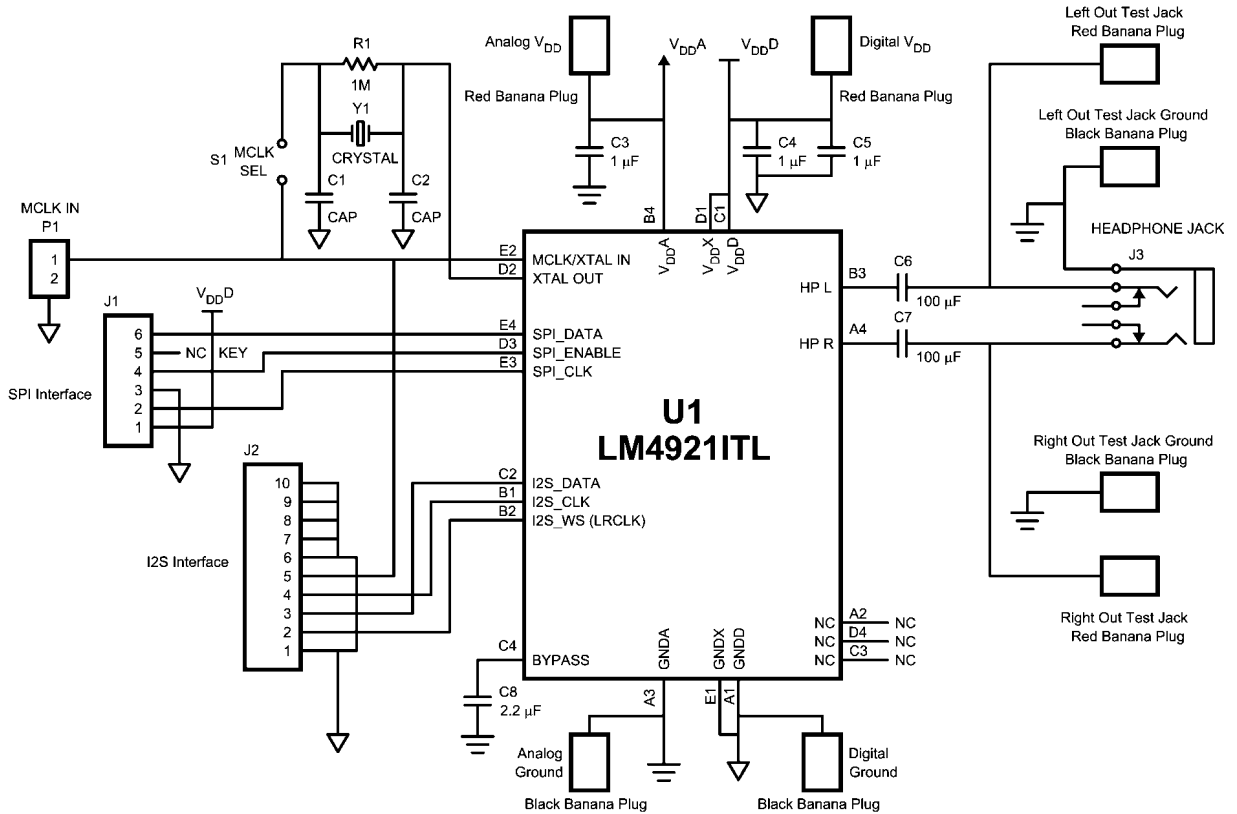 Analog VDD
Red Banana Plug
C3
1 µF
VDDA
VDDD
Digital VDD
Red Banana Plug
C4
1 µF
C5
1 µF
Left Out Test Jack
Red Banana Plug
Left Out Test Jack Ground
Black Banana Plug
HEADPHONE JACK
J3
R1
1M
Y1
CRYSTAL
S1
MCLK
SEL
C1
CAP
C2
CAP
MCLK IN
P1
1
2
J1
VDDD
6
5
NC KEY
4
3
2
1
SPI Interface
B4
D1
C1
VDDA
VDDX
VDDD
E2
MCLK/XTAL IN
D2
XTAL OUT
E4
SPI_DATA
D3
SPI_ENABLE
E3
SPI_CLK
HP L
B3
C6
100 µF
HP R
A4
C7
100 µF
U1
LM4921ITL
J2
10
9
8
7
6
5
4
3
2
1
I2S Interface
C2
I2S_DATA
B1
I2S_CLK
B2
I2S_WS (LRCLK)
C4
BYPASS
C8
2.2 µF
GNDA
GNDX
GNDD
A3
E1
A1
NC A2 NC
NC D4 NC
NC C3 NC
Right Out Test Jack Ground
Black Banana Plug
Right Out Test Jack
Red Banana Plug
Analog
Ground
Black Banana Plug
Digital
Ground
Black Banana Plug